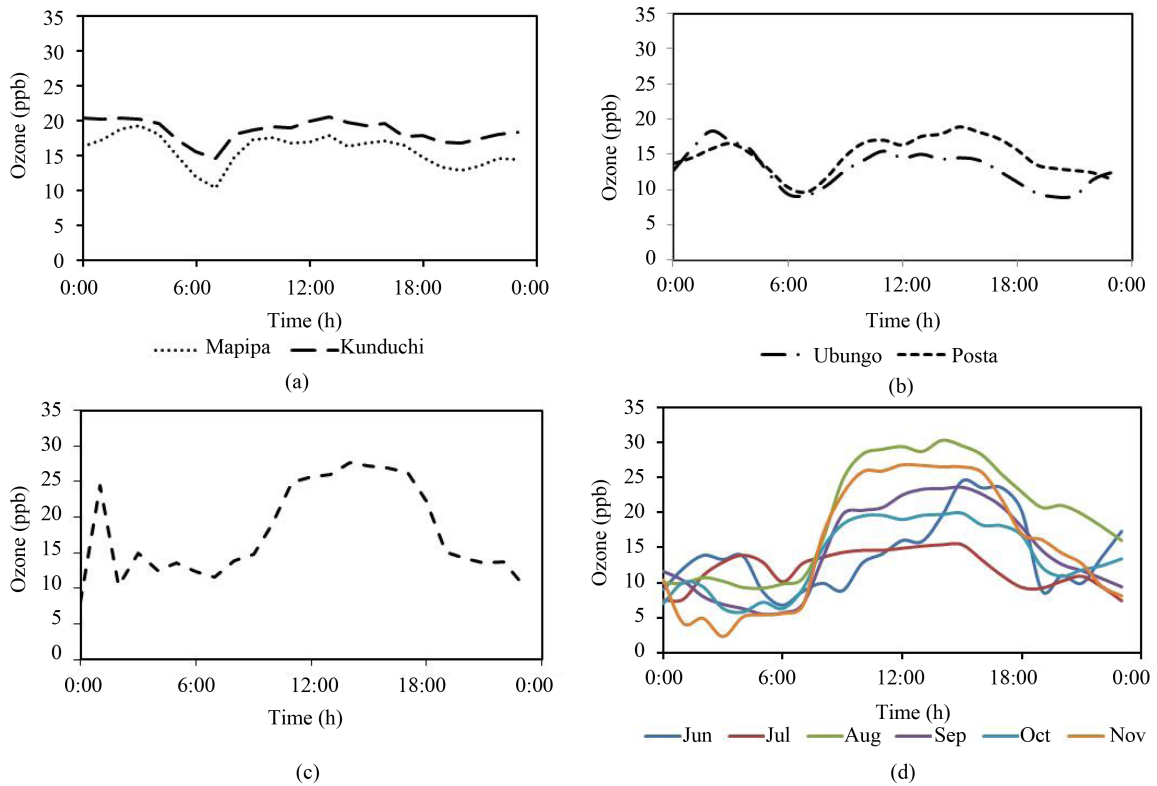 35
30
25
20
15
10
5
0
Ozone (ppb)
0:00 6:00 12:00 18:00 0:00
Time (h)
Mapipa Kunduchi
(a)
35
30
25
20
15
10
5
0
Ozone (ppb)
0:00 6:00 12:00 18:00 0:00
Time (h)
Ubungo Posta
(b)
35
30
25
20
15
10
5
0
Ozone (ppb)
0:00 6:00 12:00 18:00 0:00
Time (h)
(c)
35
30
25
20
15
10
5
0
Ozone (ppb)
0:00 6:00 12:00 18:00 0:00
Time (h)
Jun Jul Aug Sep Oct Nov
(d)